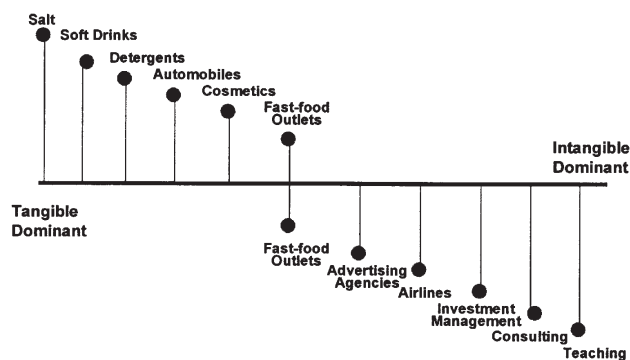 Salt
Soft Drinks
Detergents
Automobiles
Cosmetics
Fast-food
Outlets
Intangible
Dominant
Tangible
Dominant
Fast-food
Outlets
Advertising
Agencies
Airlines
Investment
Management
Consulting
Teaching